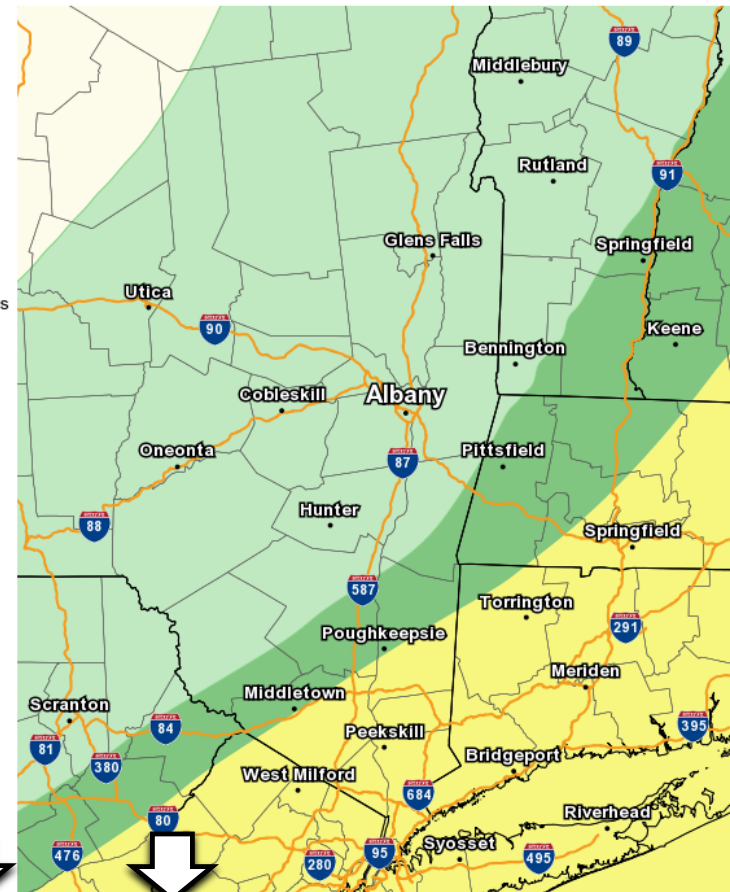 89
Middlebury
Rutland
91
Glens Falls
Springfield
s
Utica
90
Keene
Bennington
Cobleskill
Albany
Oneonta
87
Pittsfield
Hunter
88
Springfield
587
Torrington
291
Poughkeepsie
Meriden
Middletown
Scranton
84
Peekskill
395
81
Bridgeport
380
West Milford
684
80
Riverhead
476
280
95
Syosset
495